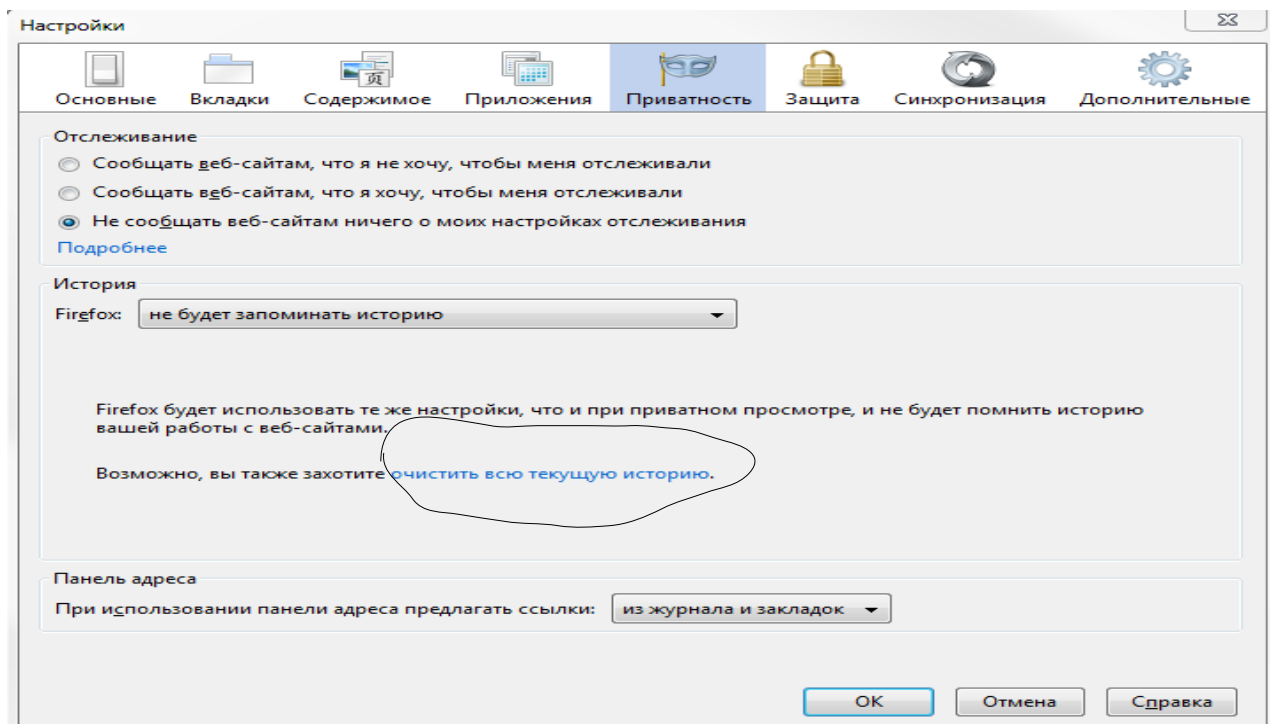 Настройки
Основные Вкладки Содержимое Приложения Приватность Защита Синхронизация Дополнительные
页
Отслеживание
Сообщать веб-сайтам, что я не хочу, чтобы меня отслеживали
Сообщать веб-сайтам, что я хочу, чтобы меня отслеживали
Не сообщать веб-сайтам ничего о моих настройках отслеживания
Подробнее
История
Firefox: не будет запоминать историю
Firefox будет использовать те же настройки, что и при приватном просмотре, и не будет помнить историю
вашей работы с веб-сайтами.
Возможно, вы также захотите очистить всю текущую историю.
Панель адреса
При использовании панели адреса предлагать ссылки: из журнала и закладок
OK Отмена Справка